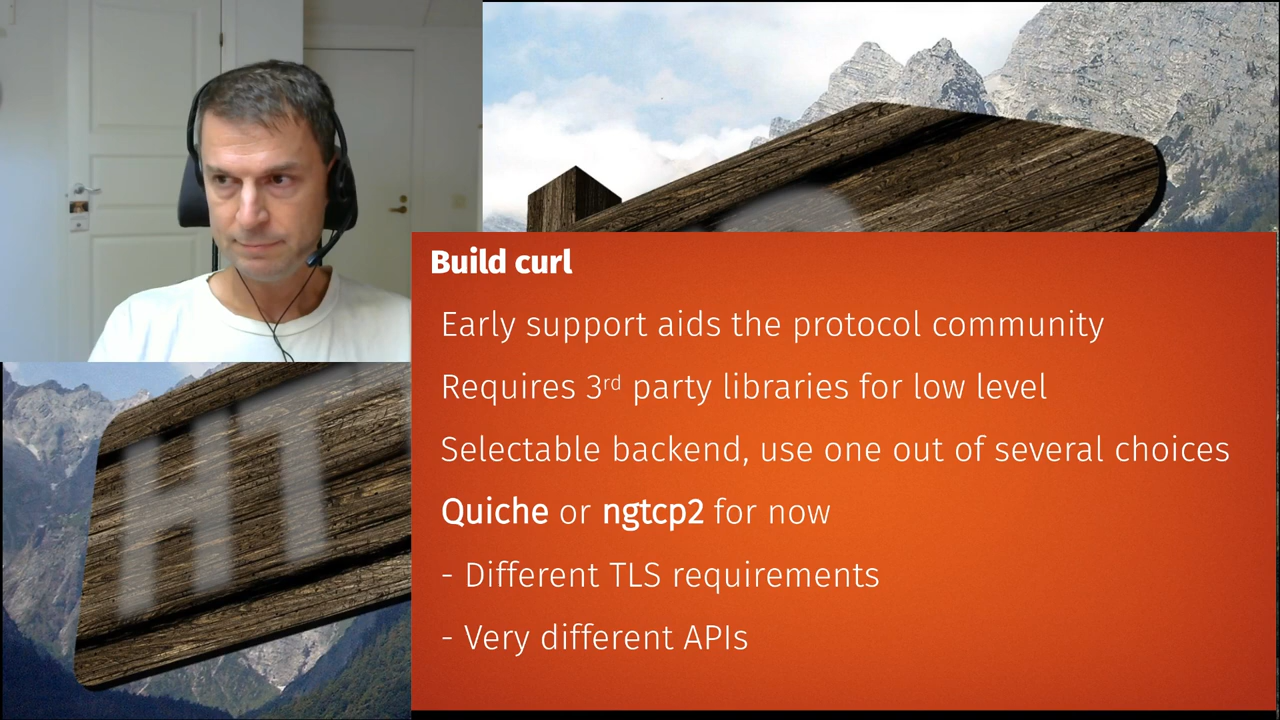 HT
Build curl
Early support aids the protocol community
Requires 3rd party libraries for low level
Selectable backend, use one out of several choices
Quiche or ngtcp2 for now
- Different TLS requirements
- Very different APIs